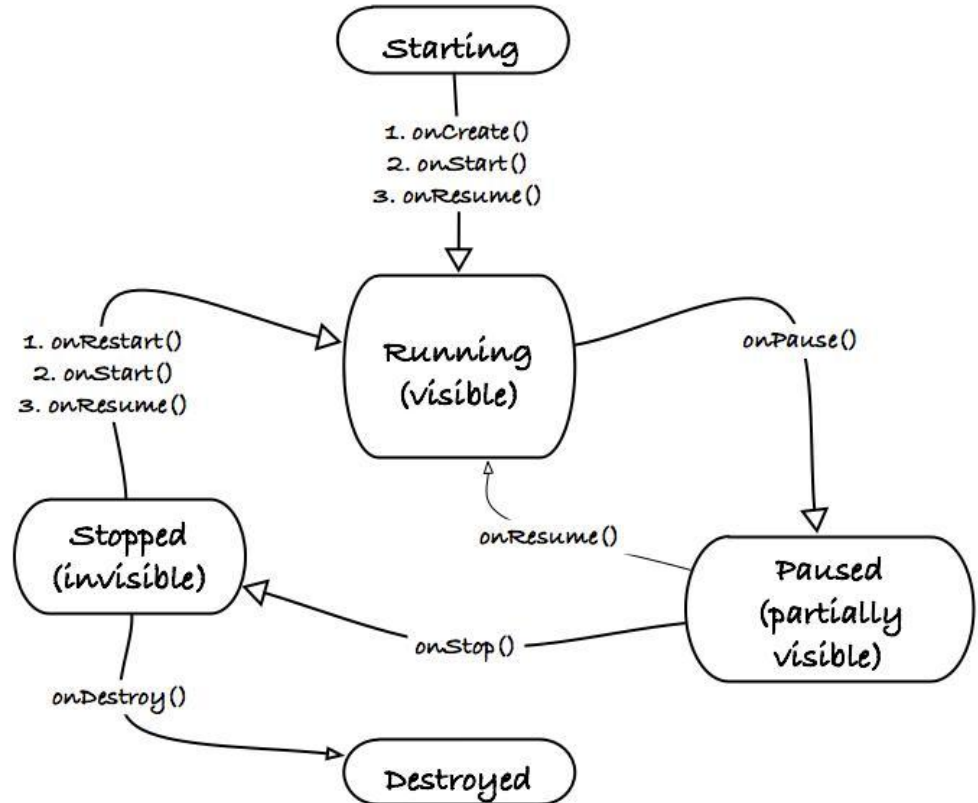 Starting
1. onCreate()
2. onStart()
3. onResume()
Running
(visible)
onPause()
1. onRestart()
2. onStart()
3. onResume()
Stopped
(invisible)
onResume()
Paused
(partially
visible)
onStop()
onDestroy()
Destroyed